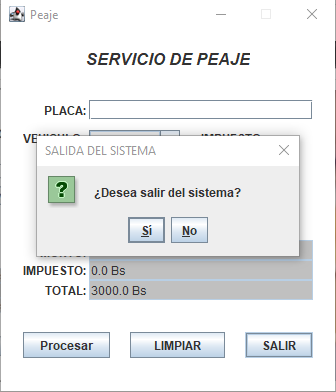 Peaje
SERVICIO DE PEAJE
PLACA:
SALIDA DEL SISTEMA
¿Desea salir del sistema?
Sí No
IMPUESTO: 0.0 Bs
TOTAL: 3000.0 Bs
Procesar LIMPIAR SALIR